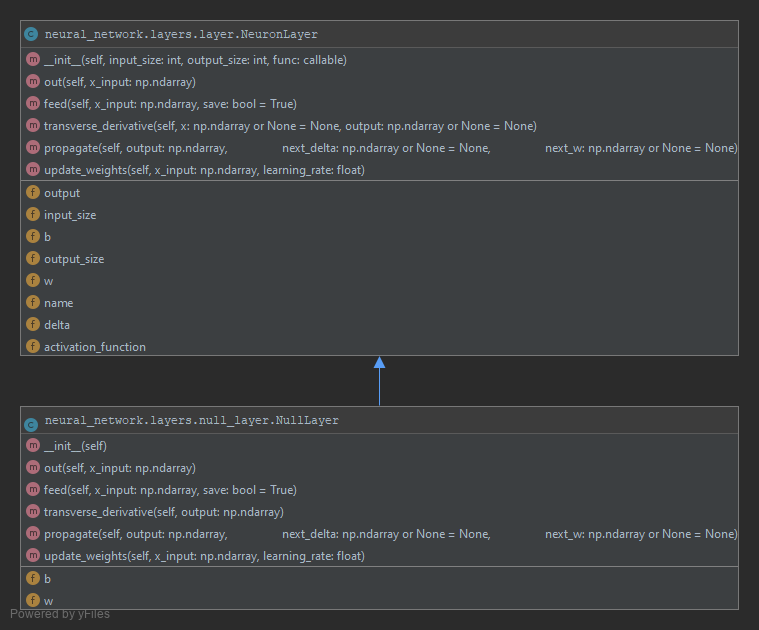 neural_network.layers.layer.NeuronLayer
__init__(self, input_size: int, output_size: int, func: callable)
out(self, x_input: np.ndarray)
feed(self, x_input: np.ndarray, save: bool = True)
transverse_derivative(self, x: np.ndarray or None = None, output: np.ndarray or None = None)
propagate(self, output: np.ndarray, next_delta: np.ndarray or None = None, next_w: np.ndarray or None = None)
update_weights(self, x_input: np.ndarray, learning_rate: float)
output
input_size
b
output_size
w
name
delta
activation_function
neural_network.layers.null_layer.NullLayer
__init__(self)
out(self, x_input: np.ndarray)
feed(self, x_input: np.ndarray, save: bool = True)
transverse_derivative(self, output: np.ndarray)
propagate(self, output: np.ndarray, next_delta: np.ndarray or None = None, next_w: np.ndarray or None = None)
update_weights(self, x_input: np.ndarray, learning_rate: float)
b
w
Powered by yFiles